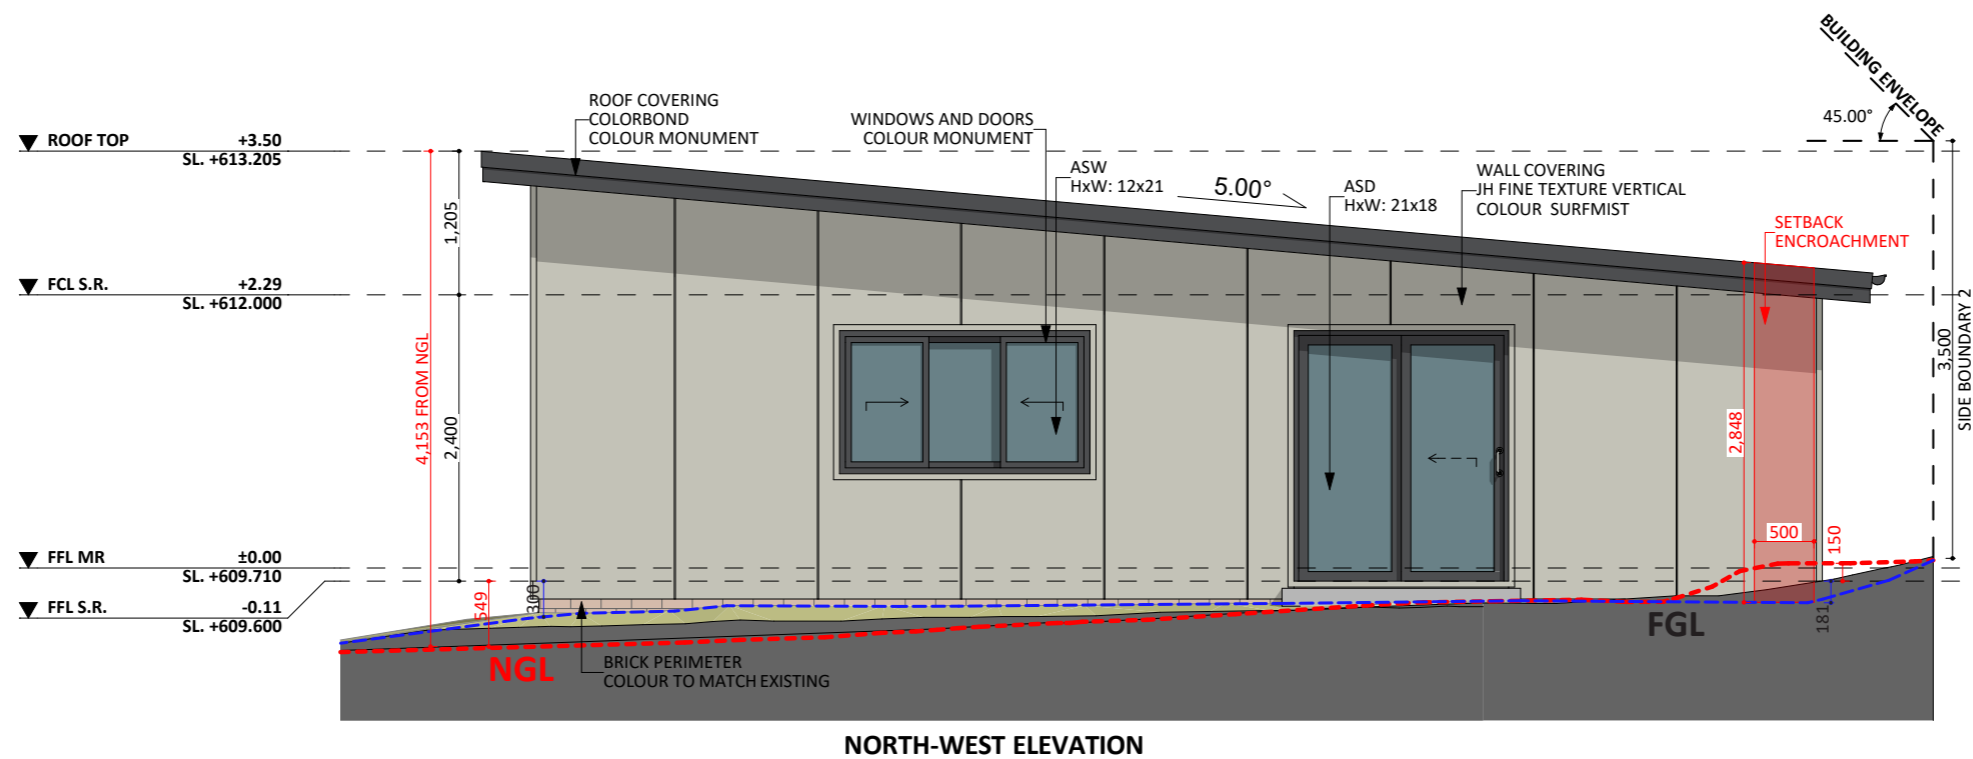 BUILDING ENVELOPE
45.00°
ROOF COVERING
COLORBOND
COLOUR MONUMENT
WINDOWS AND DOORS
COLOUR MONUMENT
ROOF TOP +3.50
SL. +613.205
ASW
HxW: 12x21
5.00°
ASD
HxW: 21x18
WALL COVERING
JH FINE TEXTURE VERTICAL
COLOUR SURFMIST
SETBACK
ENCROACHMENT
1,205
FCL S.R. +2.29
SL. +612.000
4,153 FROM NGL
2,400
2,848
3,500
SIDE BOUNDARY 2
500
150
FFL MR ±0.00
SL. +609.710
FFL S.R. -0.11
SL. +609.600
549
300
181
NGL
FGL
BRICK PERIMETER
COLOUR TO MATCH EXISTING
NORTH-WEST ELEVATION